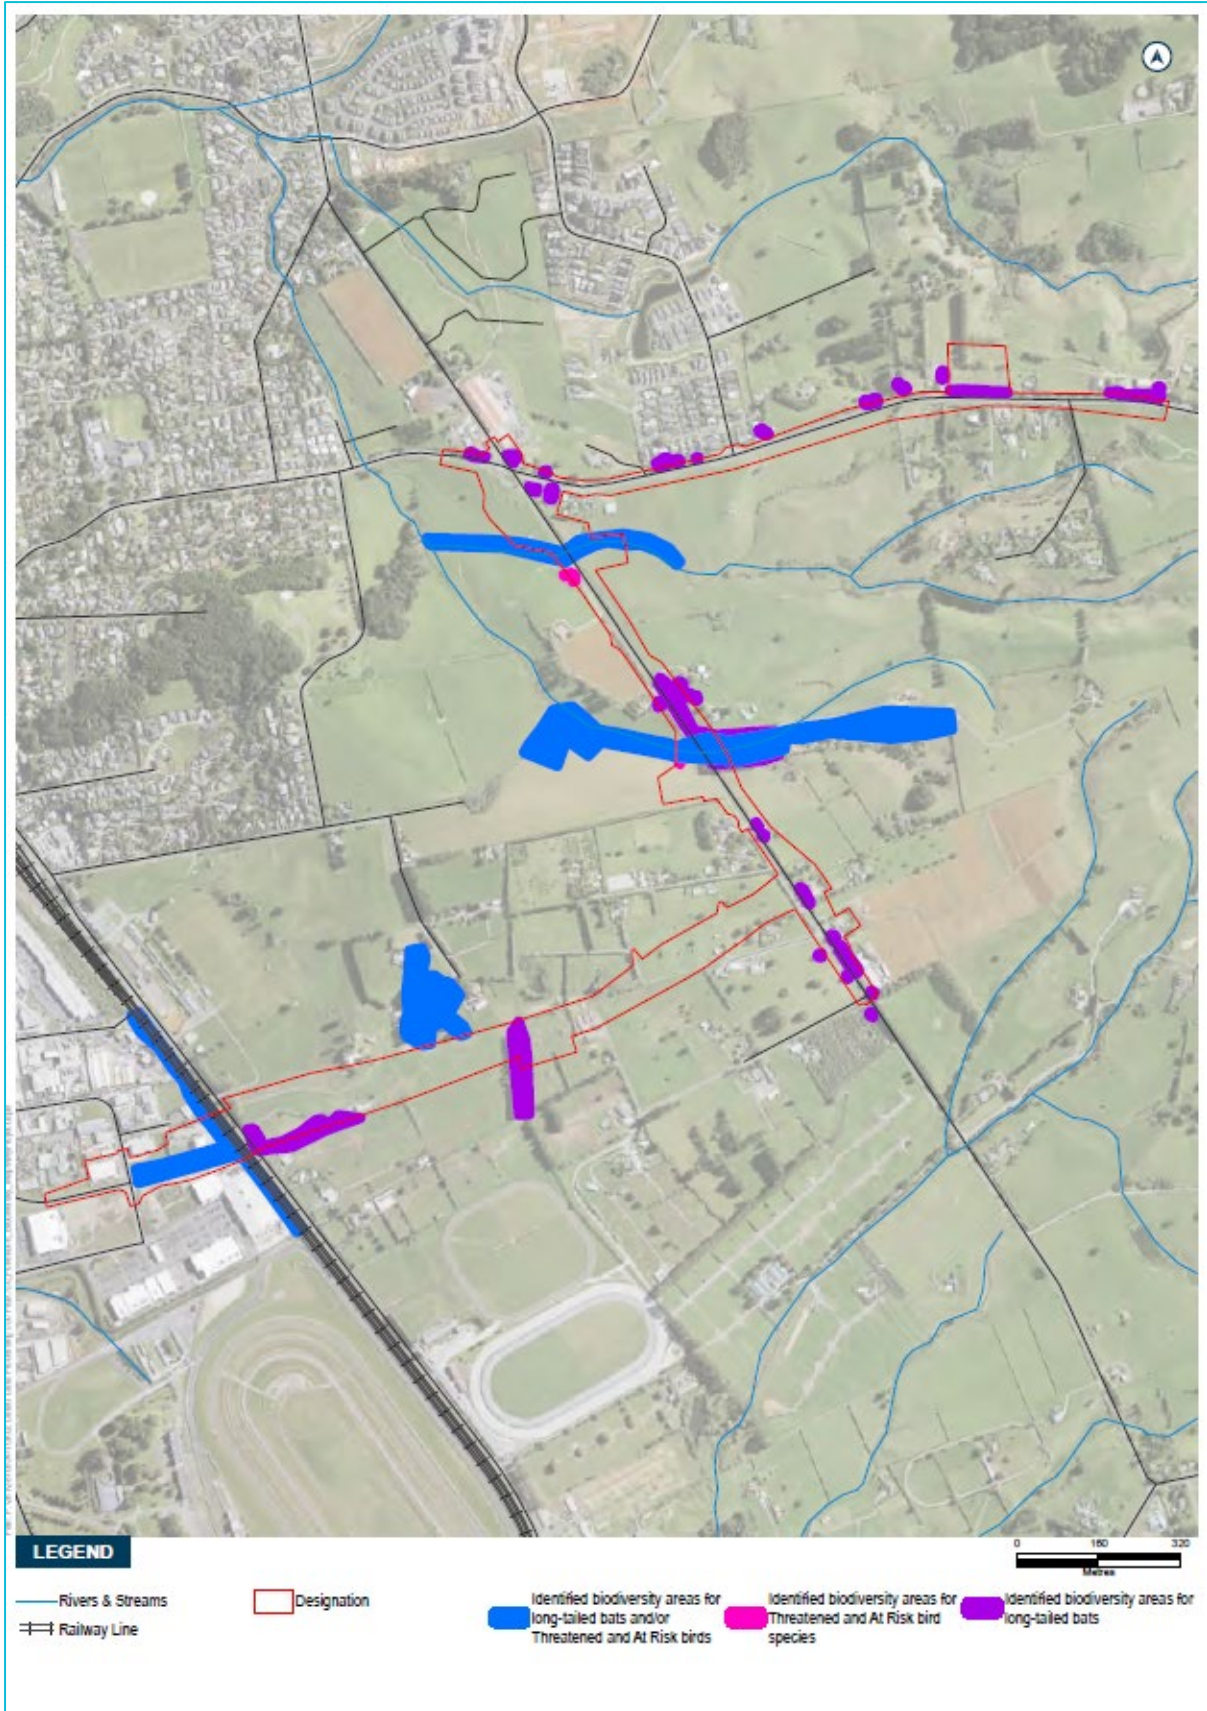 LEGEND
0 160 320
Metres
Rivers & Streams
Railway Line
Designation
Identified biodiversity areas for
long-tailed bats and/or
Threatened and At Risk birds
Identified biodiversity areas for
Threatened and At Risk bird
species
Identified biodiversity areas for
long-tailed bats